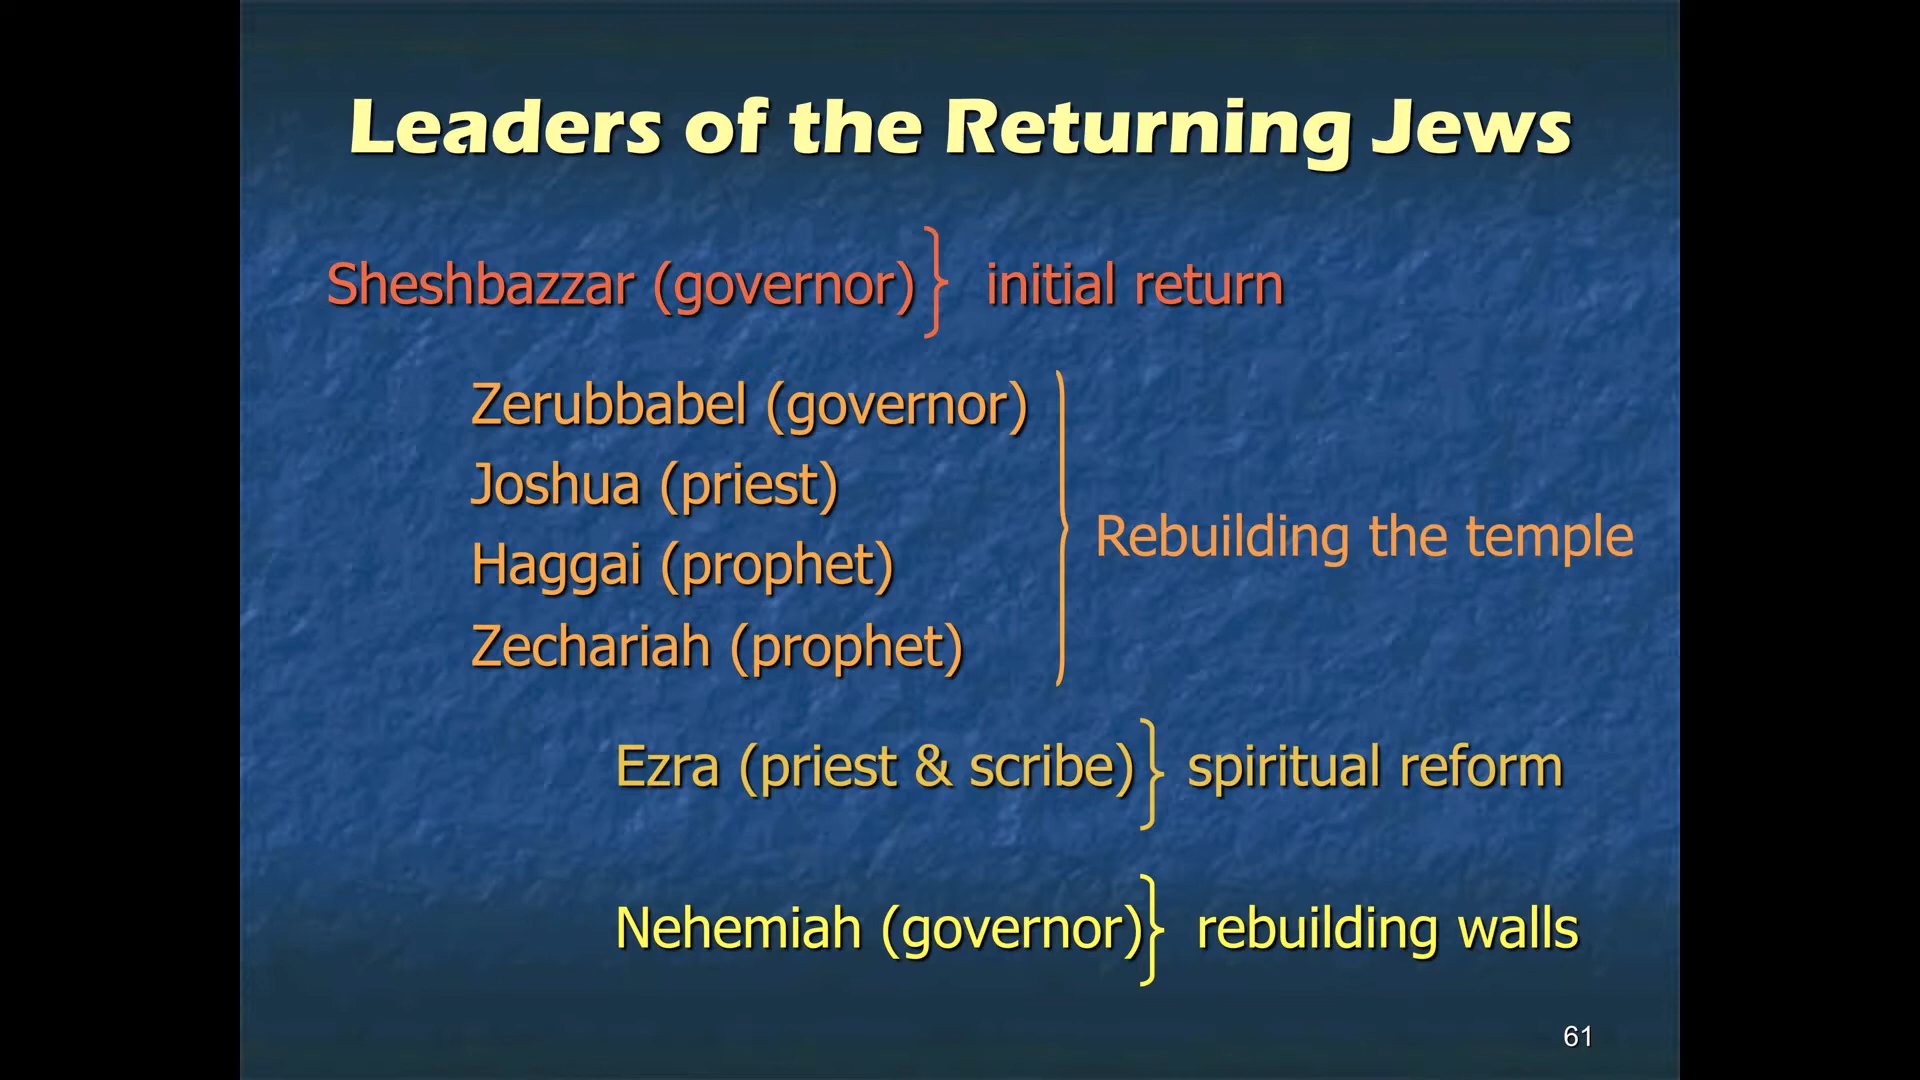 Leaders of the Returning Jews
Sheshbazzar (governor) initial return
Zerubbabel (governor)
Joshua (priest)
Haggai (prophet)
Rebuilding the temple
Zechariah (prophet)
Ezra (priest & scribe) spiritual reform
Nehemiah (governor) rebuilding walls
61